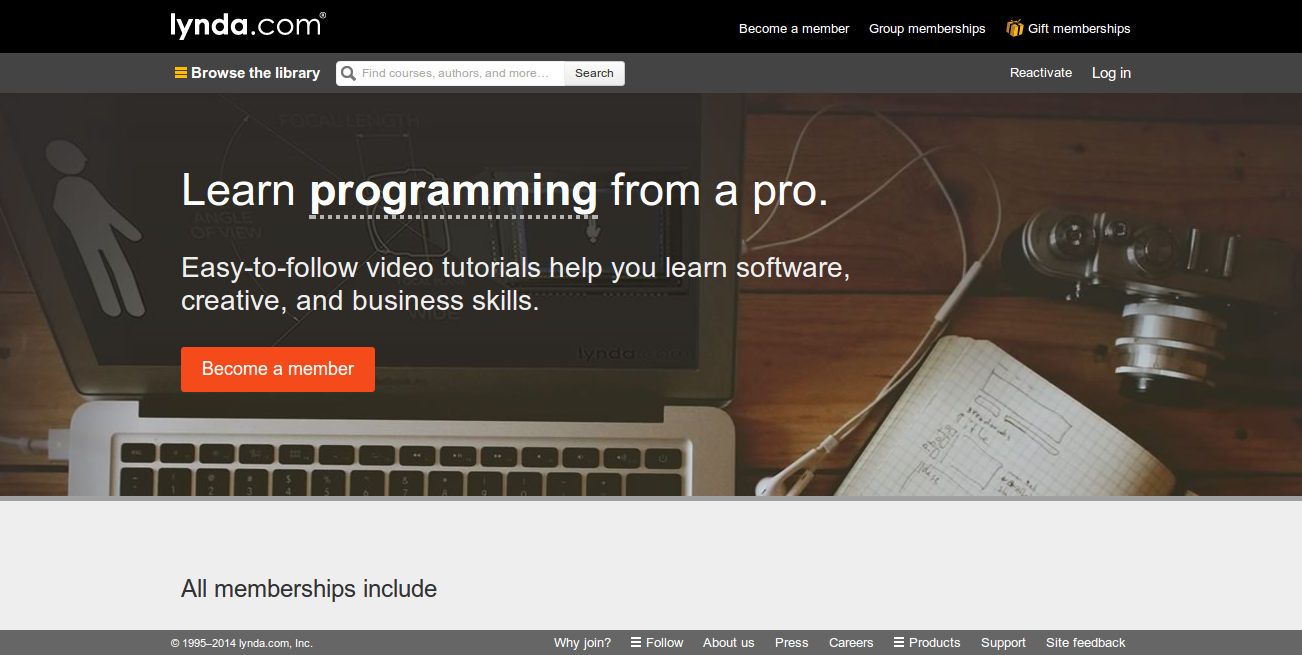 lynda.com®
Become a member
Group memberships
Gift memberships
Browse the library
Find courses, authors, and more…
Search
Reactivate
Log in
FOCAL LENGTH
Learn programming from a pro.
ANGLE
OF VIEW
Easy-to-follow video tutorials help you learn software,
creative, and business skills.
WIDE
lynda.com
Become a member
All memberships include
© 1995–2014 lynda.com, Inc.
Why join?
Follow
About us
Press
Careers
Products
Support
Site feedback